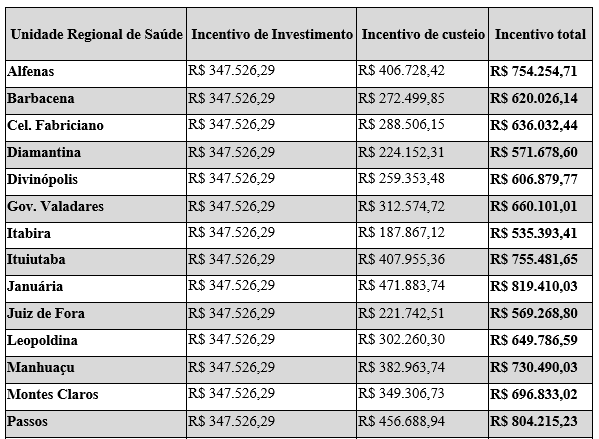 Unidade Regional de Saúde Incentivo de Investimento Incentivo de custeio Incentivo total
Alfenas R$ 347.526,29 R$ 406.728,42 R$ 754.254,71
Barbacena R$ 347.526,29 R$ 272.499,85 R$ 620.026,14
Cel. Fabriciano R$ 347.526,29 R$ 288.506,15 R$ 636.032,44
Diamantina R$ 347.526,29 R$ 224.152,31 R$ 571.678,60
Divinópolis R$ 347.526,29 R$ 259.353,48 R$ 606.879,77
Gov. Valadares R$ 347.526,29 R$ 312.574,72 R$ 660.101,01
Itabira R$ 347.526,29 R$ 187.867,12 R$ 535.393,41
Ituiutaba R$ 347.526,29 R$ 407.955,36 R$ 755.481,65
Januária R$ 347.526,29 R$ 471.883,74 R$ 819.410,03
Juiz de Fora R$ 347.526,29 R$ 221.742,51 R$ 569.268,80
Leopoldina R$ 347.526,29 R$ 302.260,30 R$ 649.786,59
Manhuaçu R$ 347.526,29 R$ 382.963,74 R$ 730.490,03
Montes Claros R$ 347.526,29 R$ 349.306,73 R$ 696.833,02
Passos R$ 347.526,29 R$ 456.688,94 R$ 804.215,23